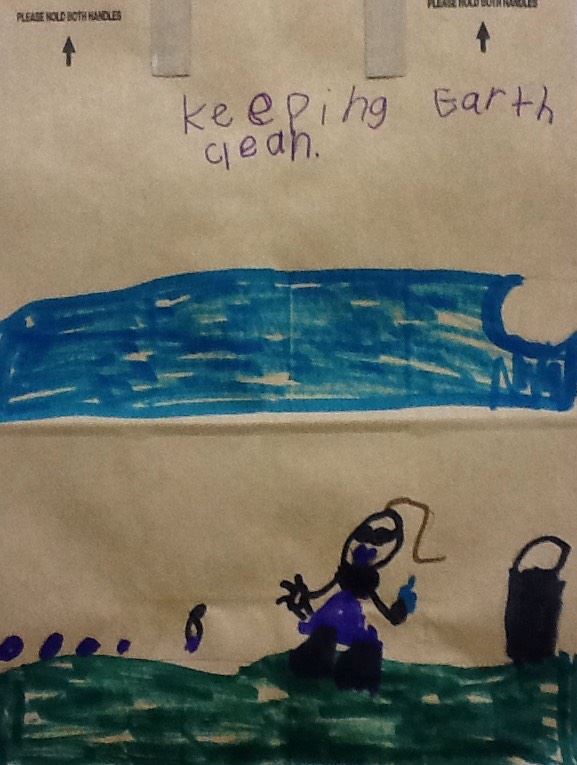 PLEASE HOLD BOTH HANDLES
PLEASE HOLD BOTH HANDLES
keeping Earth
clean.